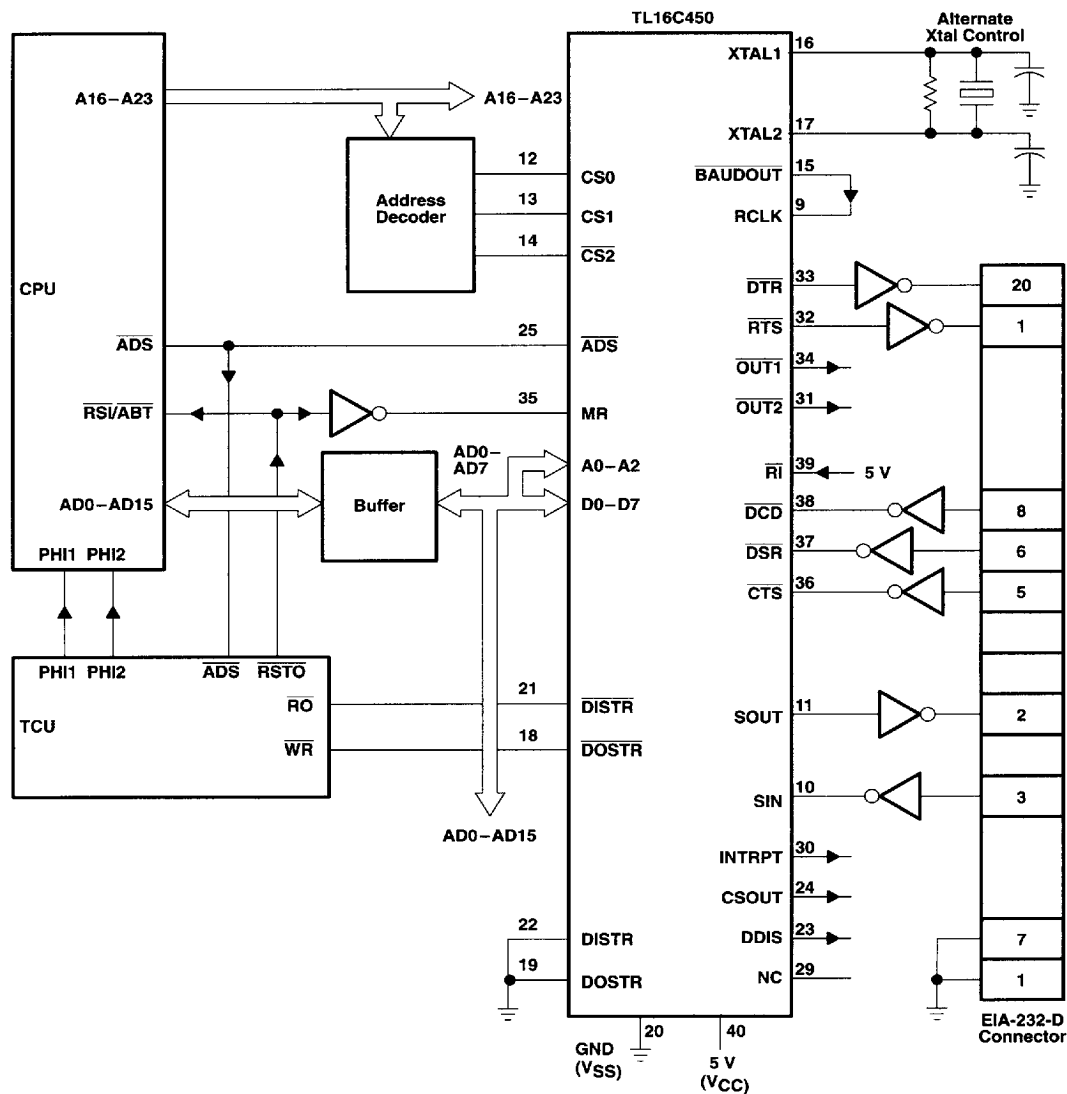 TL16C450
Alternate
Xtal Control
CPU
A16–A23
A16–A23
Address
Decoder
12
CS0
13
CS1
14
CS2
XTAL1
16
XTAL2
17
BAUDOUT
15
RCLK
9
ADS
25
ADS
RSI/ABT
35
MR
AD0–
AD7
A0–A2
AD0–AD15
Buffer
D0–D7
PHI1 PHI2
PHI1 PHI2
ADS
RSTO
TCU
RO
21
DISTR
WR
18
DOSTR
AD0–AD15
22
DISTR
19
DOSTR
DTR
33
20
RTS
32
1
OUT1
34
OUT2
31
RI
39
5 V
DCD
38
8
DSR
37
6
CTS
36
5
SOUT
11
2
SIN
10
3
INTRPT
30
CSOUT
24
DDIS
23
NC
29
7
1
EIA-232-D
Connector
GND
(VSS)
20
40
5 V
(VCC)